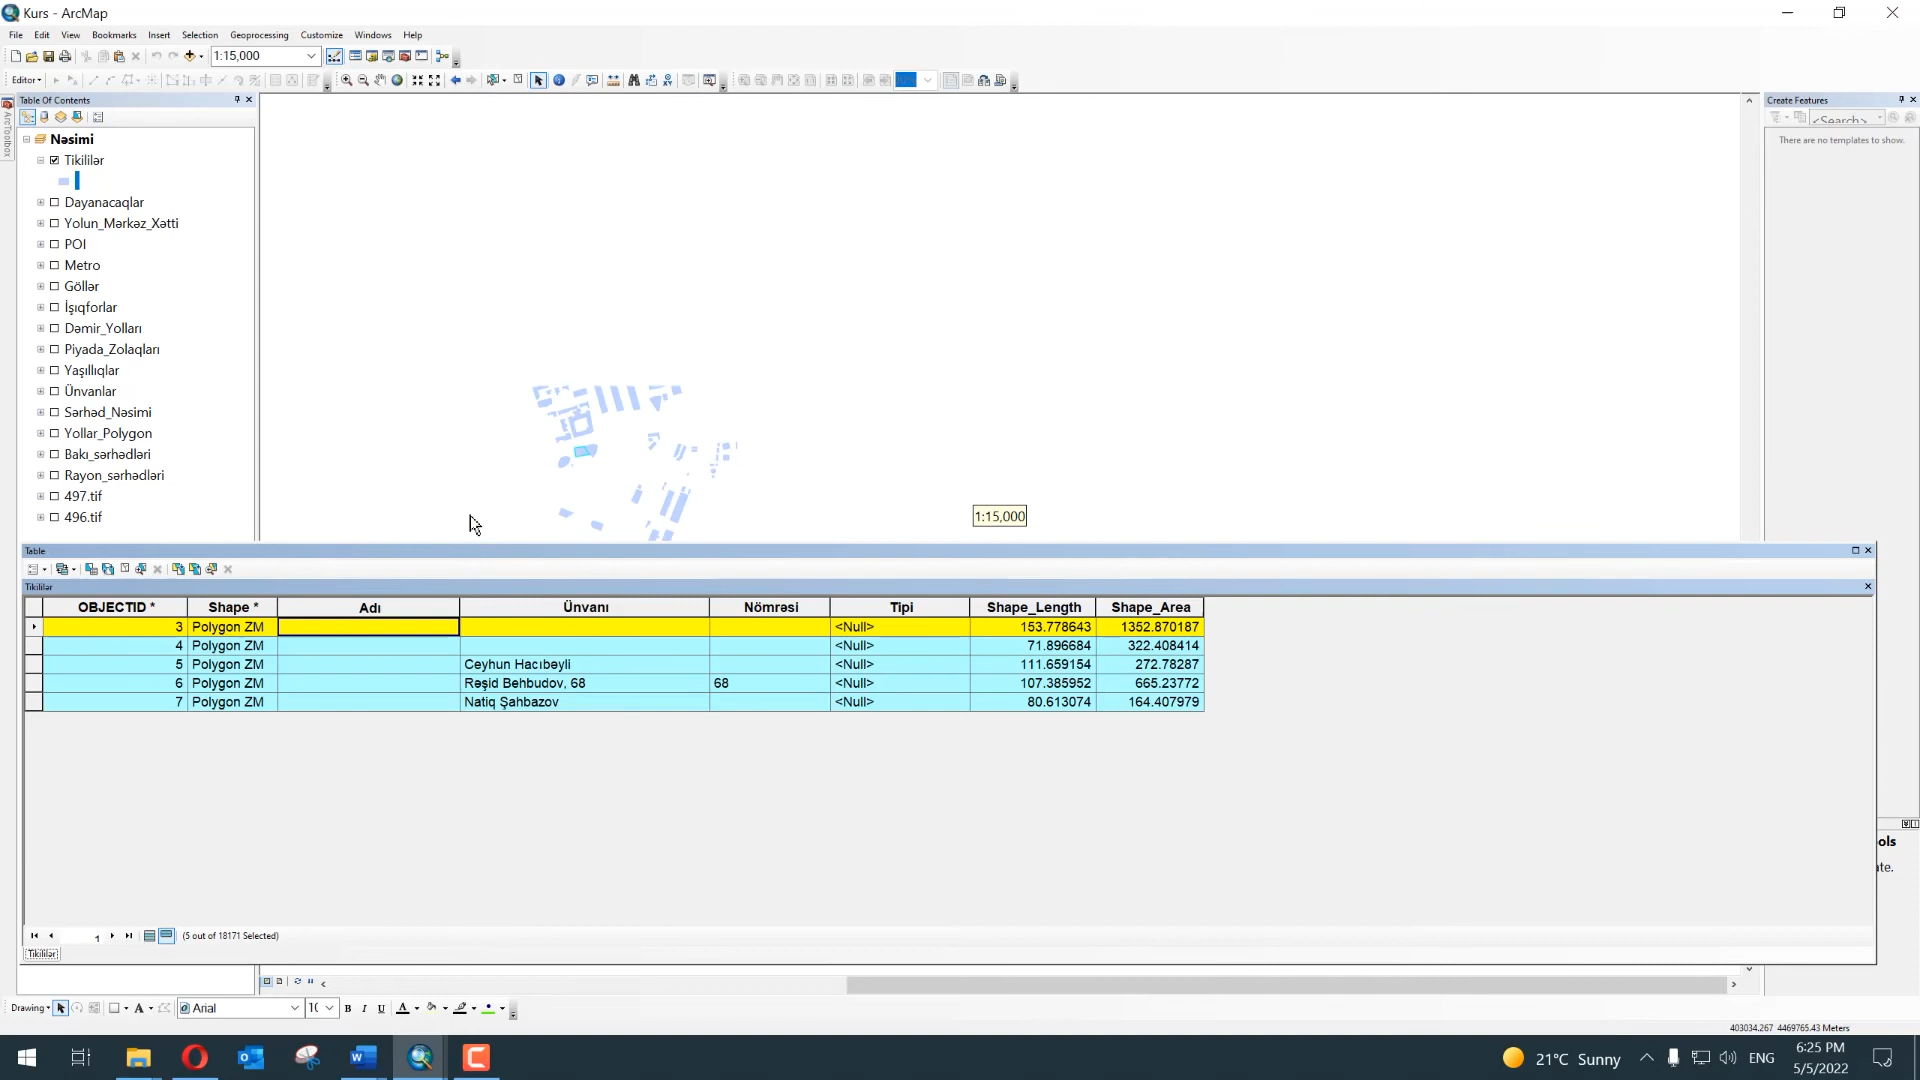 Kurs - ArcMap
File Edit View Bookmarks Insert Selection Geoprocessing Customize Windows Help
1:15,000
Editor
Table Of Contents
Create Features
<Search>
There are no templates to show.
ArcToolbox
Nəsimi
Tikililər
Dayanacaqlar
Yolun_Mərkəz_Xətti
POI
Metro
Göllər
İşıqforlar
Dəmir_Yolları
Piyada_Zolaqları
Yaşıllıqlar
Ünvanlar
Sərhəd_Nəsimi
Yollar_Polygon
Bakı_sərhədləri
Rayon_sərhədləri
497.tif
496.tif
1:15,000
Table
Tikililər
OBJECTID * Shape * Adı Ünvanı Nömrəsi Tipi Shape_Length Shape_Area
3 Polygon ZM <Null> 153.778643 1352.870187
4 Polygon ZM <Null> 71.896684 322.408414
5 Polygon ZM Ceyhun Hacıbəyli <Null> 111.659154 272.78287
6 Polygon ZM Rəşid Behbudov, 68 68 <Null> 107.385952 665.23772
7 Polygon ZM Natiq Şahbazov <Null> 80.613074 164.407979
ols
ate.
1 (5 out of 18171 Selected)
Tikililər
Drawing A Arial 10 B I U A
403034.267 4469765.43 Meters
21°C Sunny ENG 6:25 PM
5/5/2022